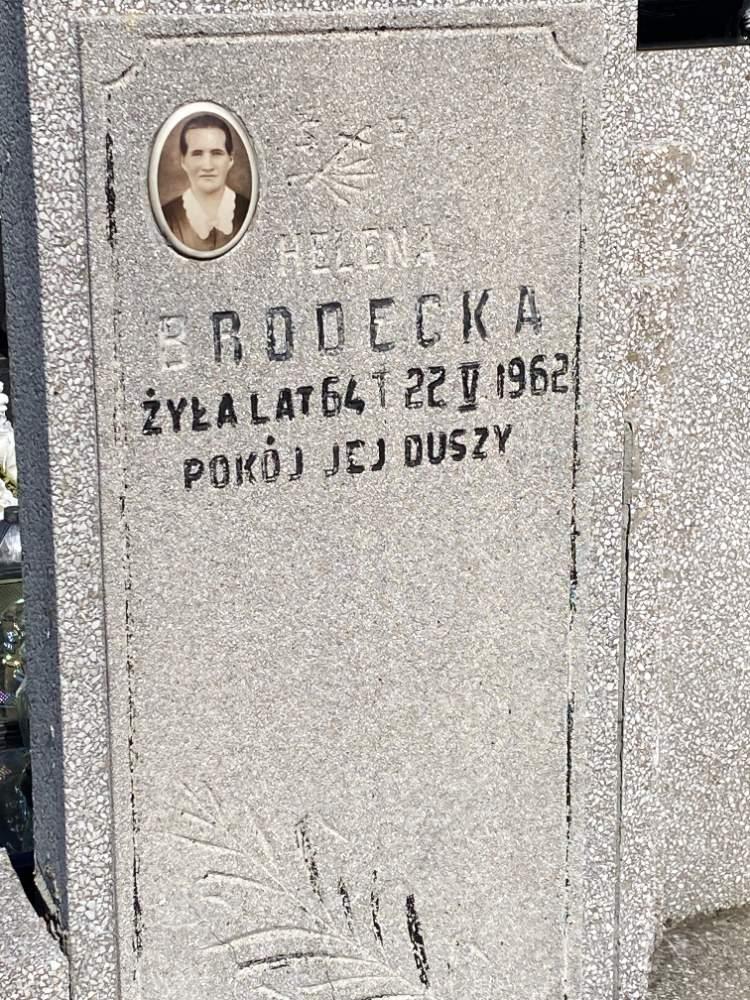 Ś P
HELENA
BRODECKA
ŻYŁA LAT 64 † 22 V 1962
POKÓJ JEJ DUSZY